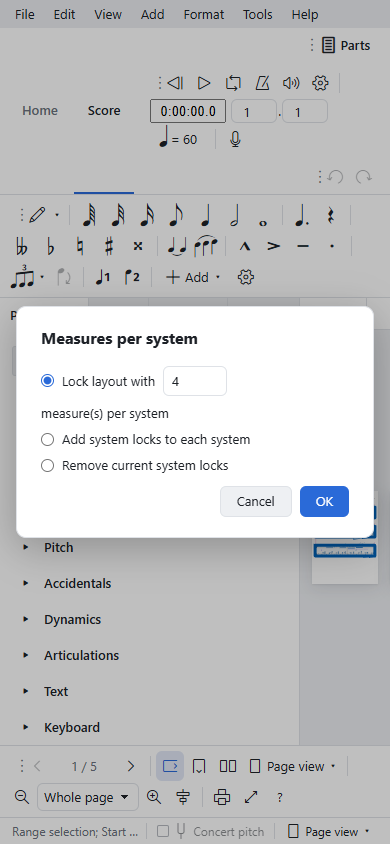 File Edit View Add Format Tools Help
Parts
Home Score 0:00:00.0 1 . 1
= 60
3
1 2 Add
P
Measures per system
Lock layout with 4
measure(s) per system
Add system locks to each system
Remove current system locks
Cancel OK
Pitch
Accidentals
Dynamics
Articulations
Text
Keyboard
1 / 5 Page view
Whole page ?
Range selection; Start ... Concert pitch Page view